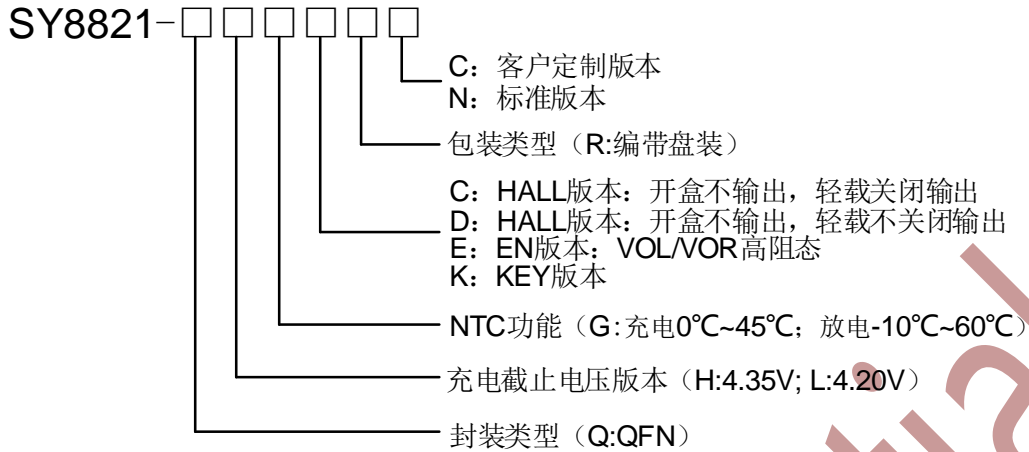 SY8821-□□□□□□
C：客户定制版本
N：标准版本
包装类型（R:编带盘装）
C：HALL版本：开盒不输出，轻载关闭输出
D：HALL版本：开盒不输出，轻载不关闭输出
E：EN版本：VOL/VOR高阻态
K：KEY版本
NTC功能（G:充电0℃~45℃；放电-10℃~60℃）
充电截止电压版本（H:4.35V; L:4.20V）
封装类型（Q:QFN）